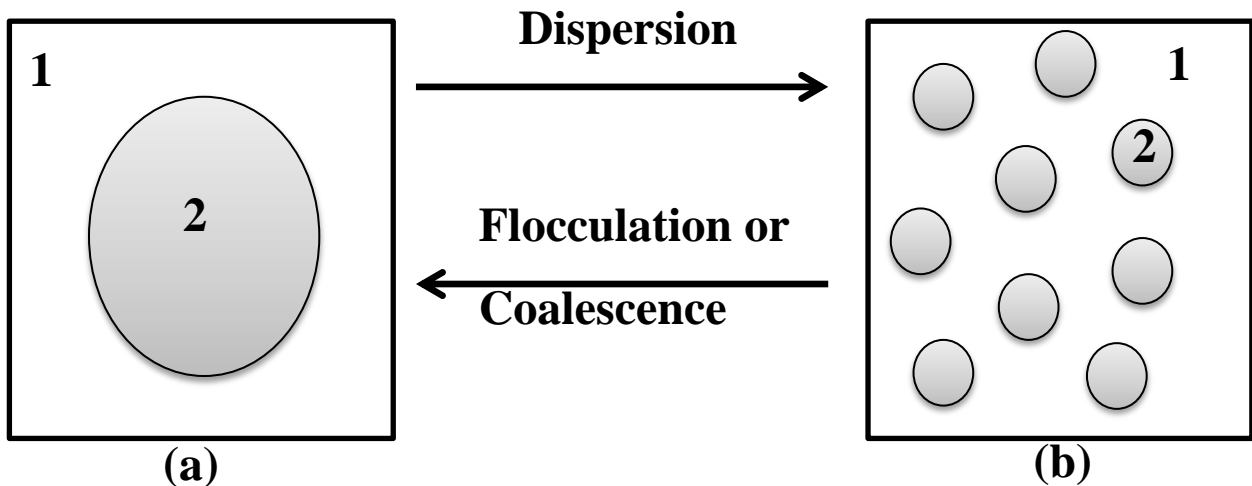 Dispersion
1
1
2
2
Flocculation or
Coalescence
(a)
(b)